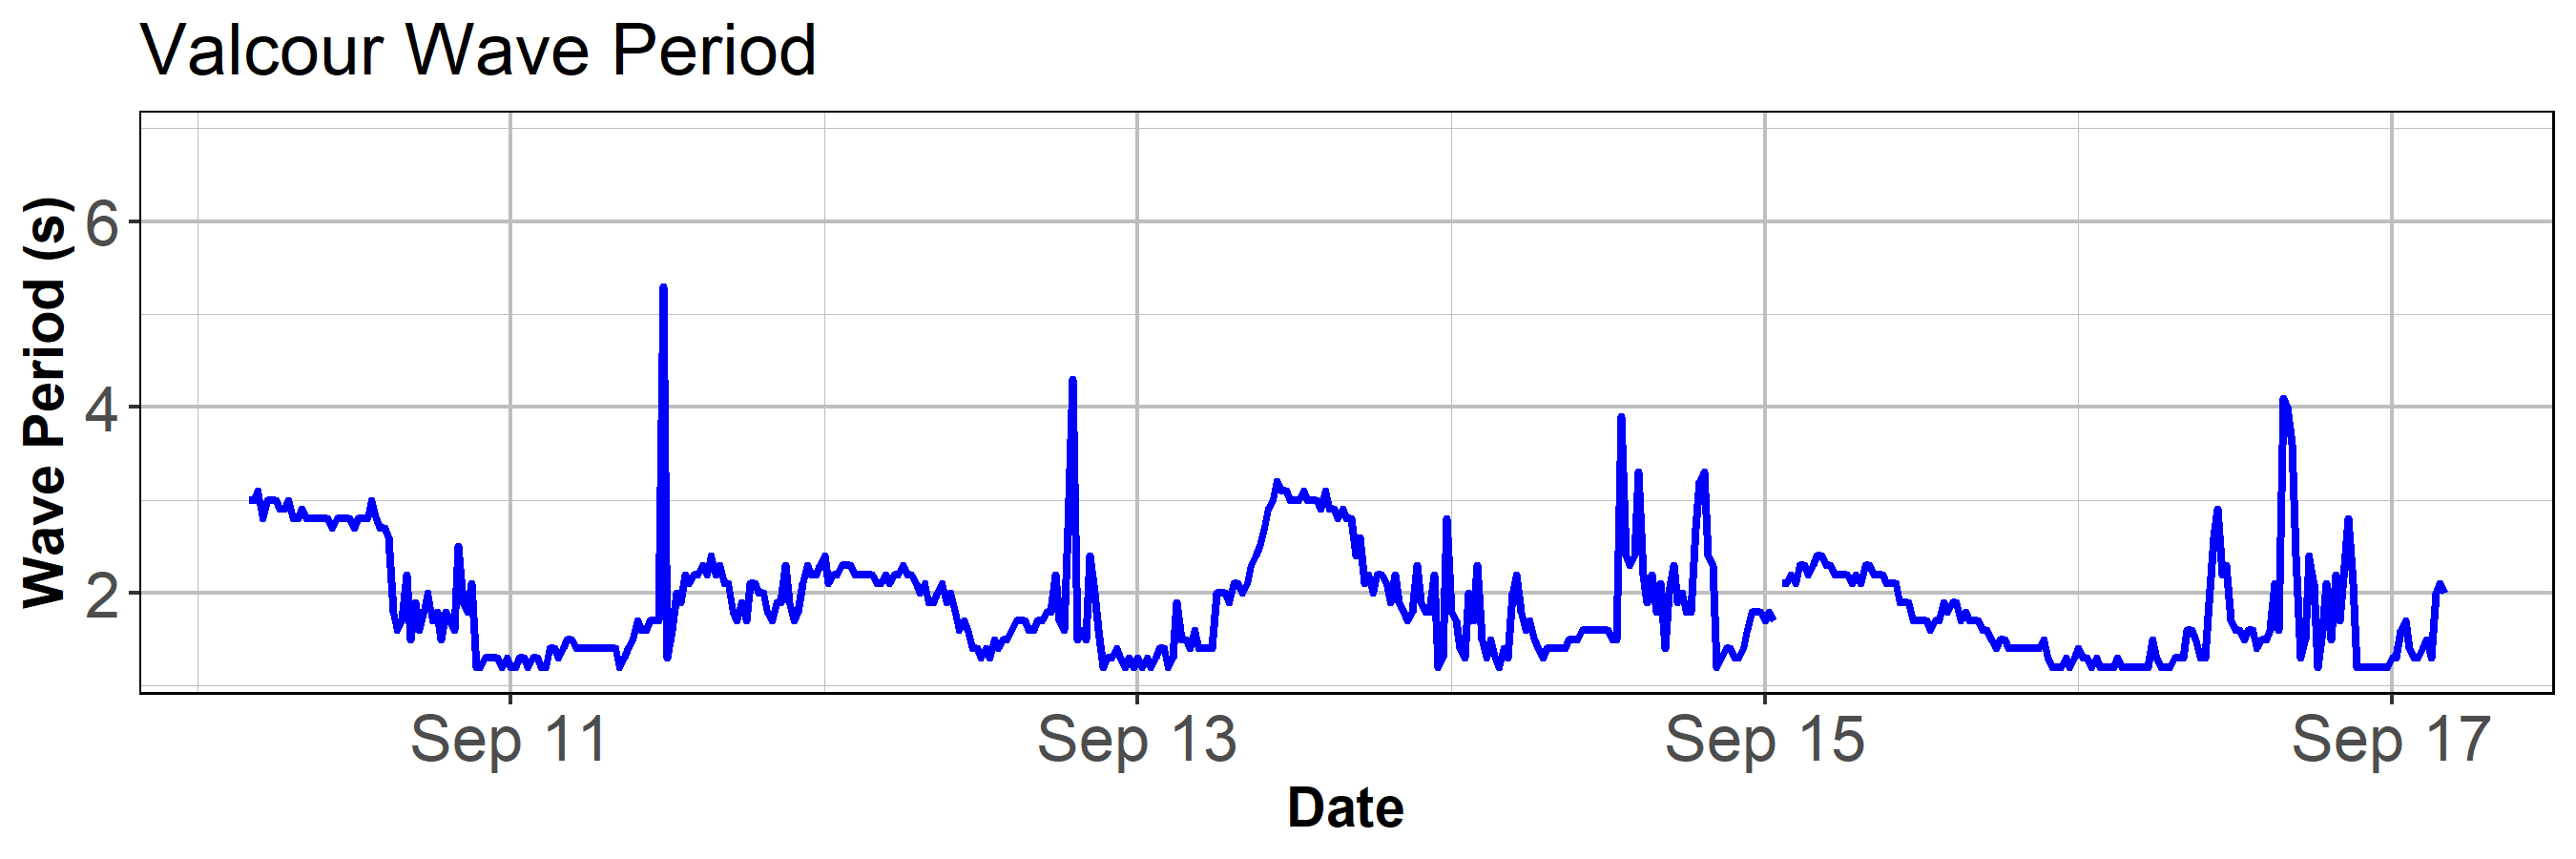 Valcour Wave Period
Wave Period (s)
6
4
2
Sep 11
Sep 13
Sep 15
Sep 17
Date